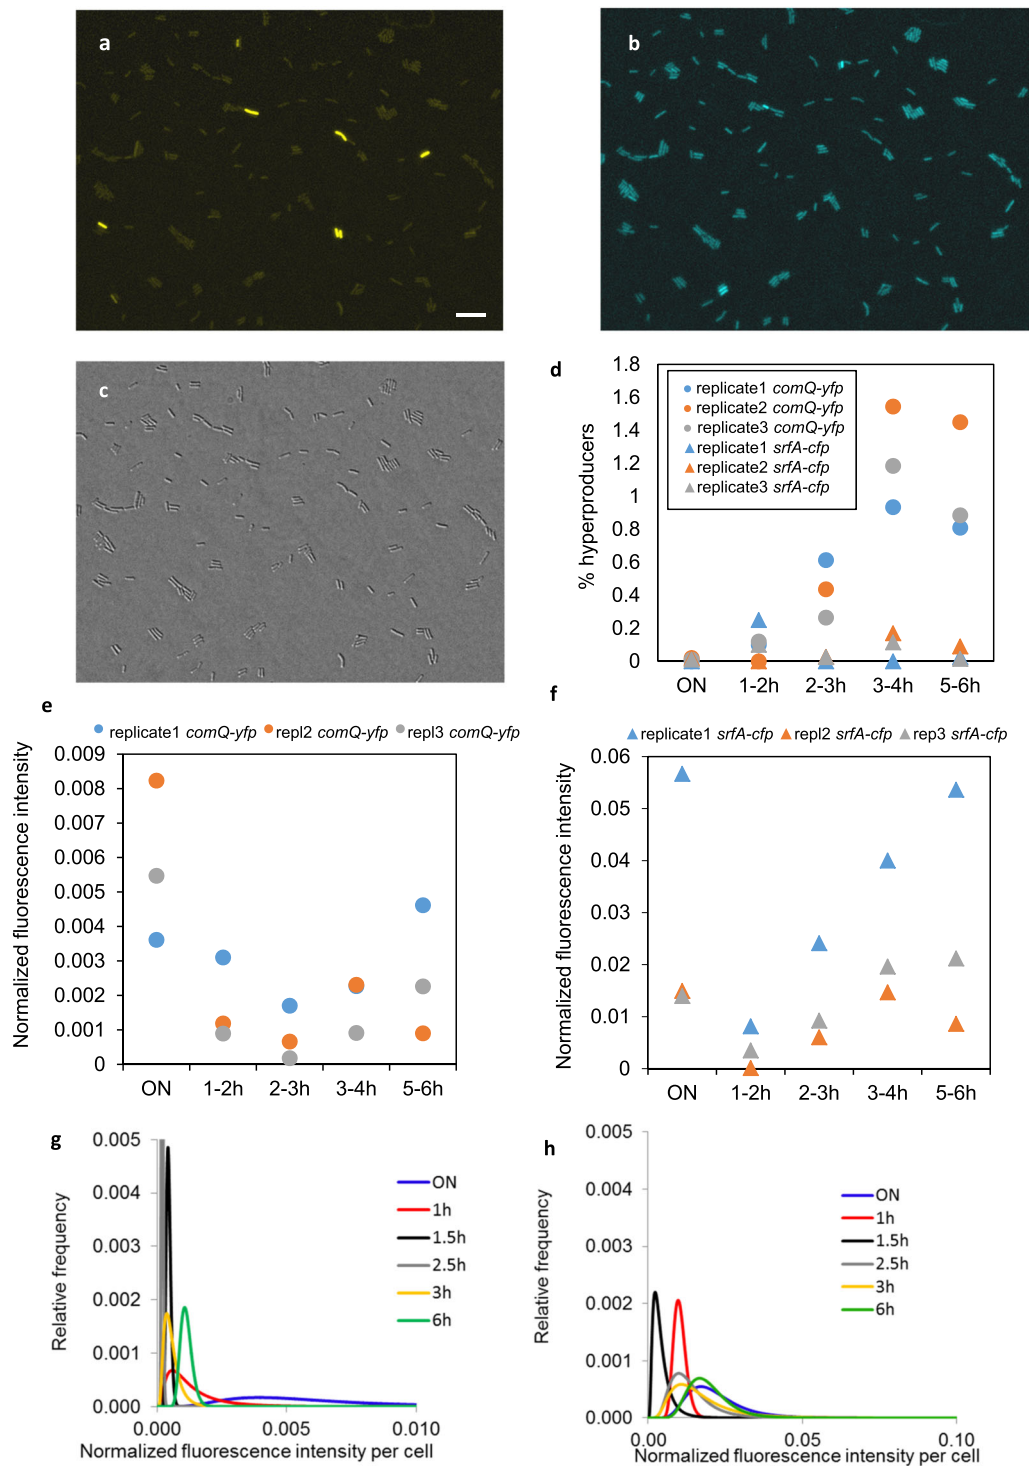 a
b
c
d
1.8
1.6
1.4
1.2
1
0.8
0.6
0.4
0.2
0
% hyperproducers
replicate1 comQ-yfp
replicate2 comQ-yfp
replicate3 comQ-yfp
replicate1 srfA-cfp
replicate2 srfA-cfp
replicate3 srfA-cfp
ON 1-2h 2-3h 3-4h 5-6h
e
replicate1 comQ-yfp repl2 comQ-yfp repl3 comQ-yfp
0.009
0.008
0.007
0.006
0.005
0.004
0.003
0.002
0.001
0
Normalized fluorescence intensity
ON 1-2h 2-3h 3-4h 5-6h
f
replicate1 srfA-cfp repl2 srfA-cfp rep3 srfA-cfp
0.06
0.05
0.04
0.03
0.02
0.01
0
Normalized fluorescence intensity
ON 1-2h 2-3h 3-4h 5-6h
g
0.005
0.004
0.003
0.002
0.001
0.000
Relative frequency
ON
1h
1.5h
2.5h
3h
6h
0.000 0.005 0.010
Normalized fluorescence intensity per cell
h
0.005
0.004
0.003
0.002
0.001
0.000
Relative frequency
ON
1h
1.5h
2.5h
3h
6h
0.00 0.05 0.10
Normalized fluorescence intensity per cell